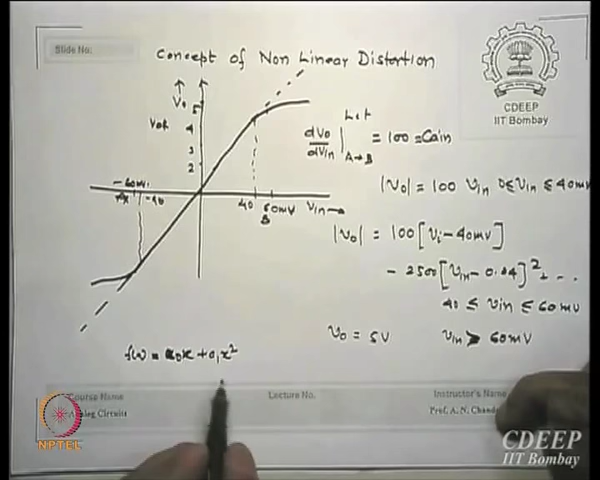 Slide No:
Concept of Non Linear Distortion
CDEEP
IIT Bombay
V0
Volt
5
4
3
2
-60mV
-40
40
60mV
B
Vin
Let
dV0/dVin | A→B = 100 = Gain
|V0| = 100 Vin 0≤Vin ≤ 40mV
|V0| = 100[Vi-40mV]
- 2500[Vin-0.04]²+ - ..
40 ≤ Vin ≤ 60mV
V0 = 5V Vin > 60mV
f(x) = a0x + a1x²
Course Name
Analog Circuits
Lecture No.
Instructor's Name
Prof. A. N. Chand
NPTEL
CDEEP
IIT Bombay